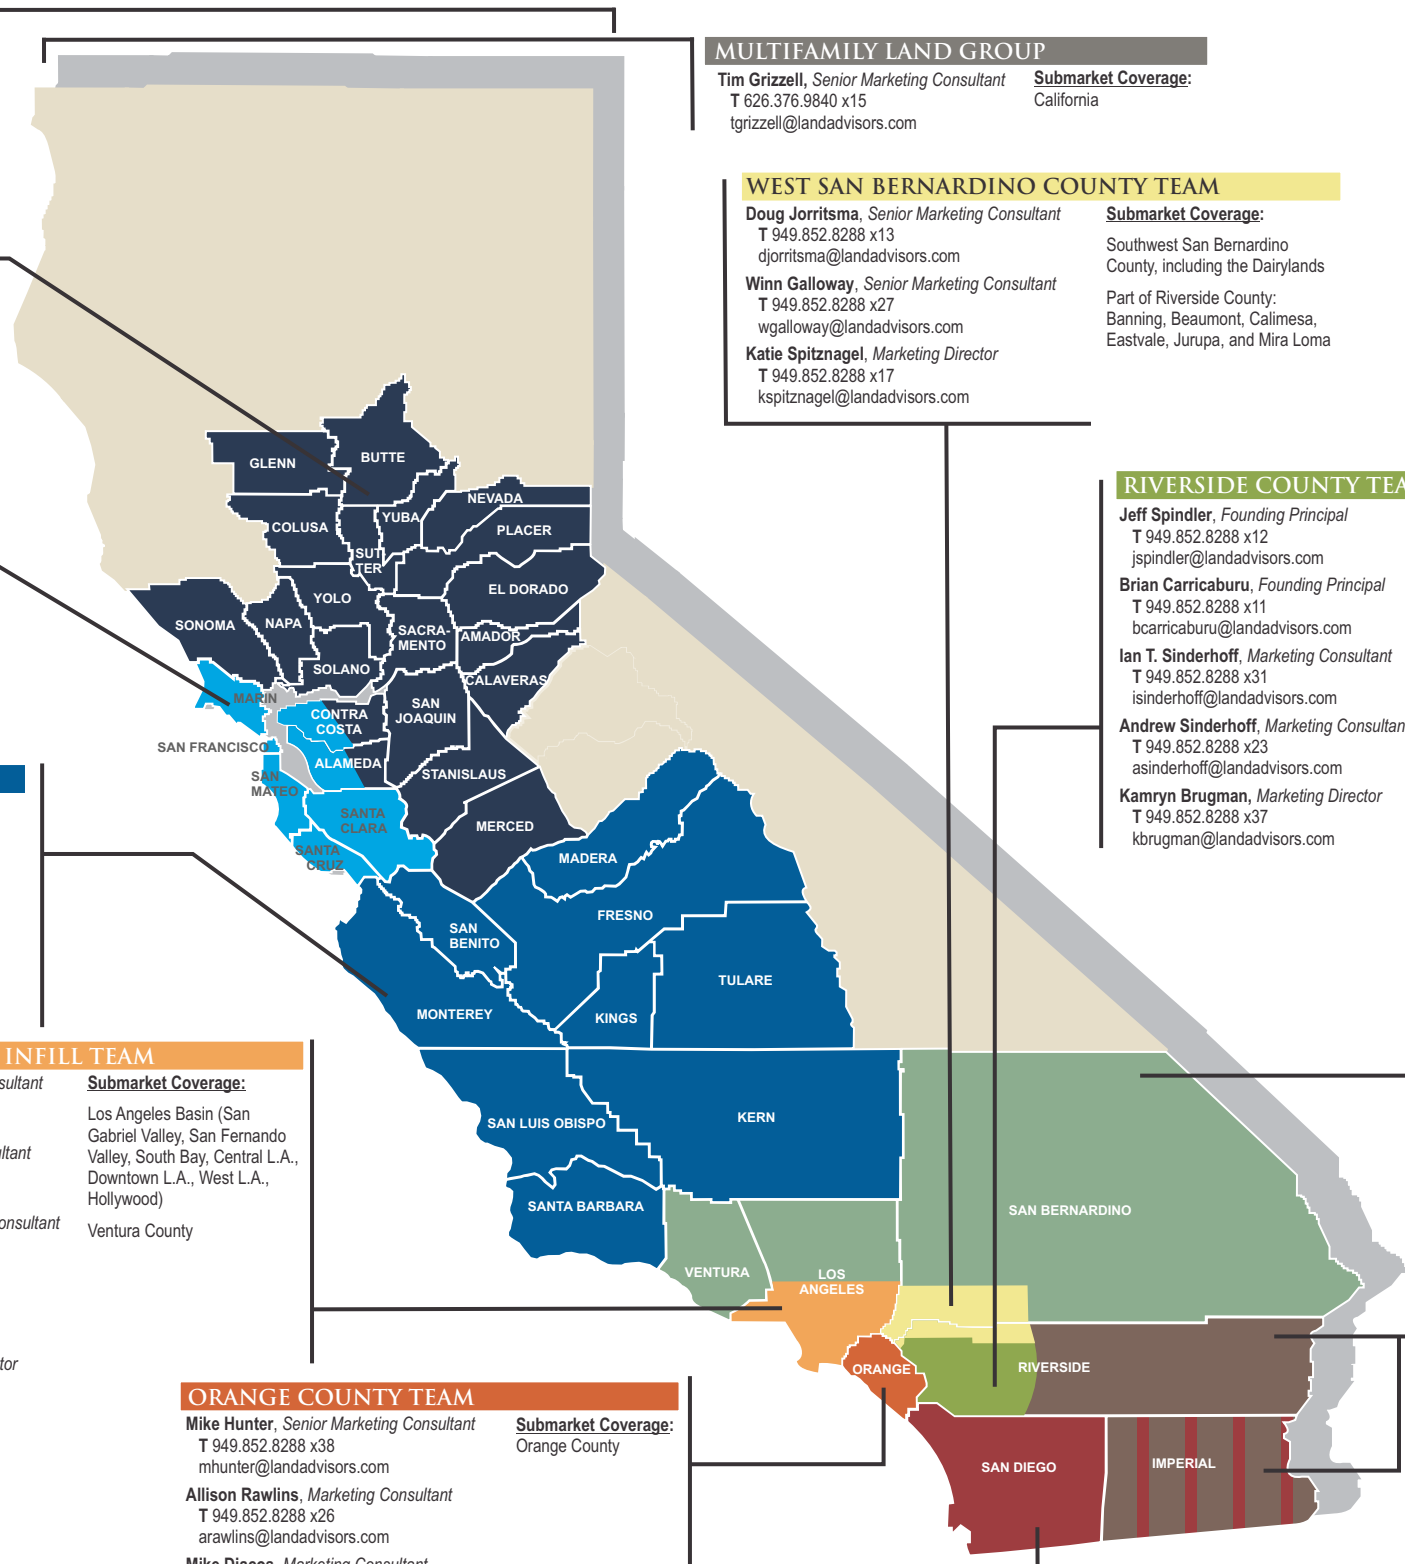 MULTIFAMILY LAND GROUP
Tim Grizzell, Senior Marketing Consultant
T 626.376.9840 x15
tgrizzell@landadvisors.com
Submarket Coverage:
California
WEST SAN BERNARDINO COUNTY TEAM
Doug Jorritsma, Senior Marketing Consultant
T 949.852.8288 x13
djorritsma@landadvisors.com
Winn Galloway, Senior Marketing Consultant
T 949.852.8288 x27
wgalloway@landadvisors.com
Katie Spitznagel, Marketing Director
T 949.852.8288 x17
kspitznagel@landadvisors.com
Submarket Coverage:
Southwest San Bernardino
County, including the Dairylands
Part of Riverside County:
Banning, Beaumont, Calimesa,
Eastvale, Jurupa, and Mira Loma
RIVERSIDE COUNTY TEA
Jeff Spindler, Founding Principal
T 949.852.8288 x12
jspindler@landadvisors.com
Brian Carricaburu, Founding Principal
T 949.852.8288 x11
bcarricaburu@landadvisors.com
Ian T. Sinderhoff, Marketing Consultant
T 949.852.8288 x31
isinderhoff@landadvisors.com
Andrew Sinderhoff, Marketing Consultan
T 949.852.8288 x23
asinderhoff@landadvisors.com
Kamryn Brugman, Marketing Director
T 949.852.8288 x37
kbrugman@landadvisors.com
GLENN
BUTTE
COLUSA
SUT
TER
YUBA
NEVADA
PLACER
EL DORADO
YOLO
SONOMA
NAPA
SACRA-
MENTO
AMADOR
SOLANO
CALAVERAS
MARIN
CONTRA
COSTA
SAN
JOAQUIN
SAN FRANCISCO
ALAMEDA
STANISLAUS
SAN
MATEO
SANTA
CLARA
MERCED
SANTA
CRUZ
MADERA
FRESNO
SAN
BENITO
TULARE
MONTEREY
KINGS
SAN LUIS OBISPO
KERN
SANTA BARBARA
SAN BERNARDINO
VENTURA
LOS
ANGELES
ORANGE
RIVERSIDE
SAN DIEGO
IMPERIAL
INFILL TEAM
sultant
ltant
onsultant
tor
Submarket Coverage:
Los Angeles Basin (San
Gabriel Valley, San Fernando
Valley, South Bay, Central L.A.,
Downtown L.A., West L.A.,
Hollywood)
Ventura County
ORANGE COUNTY TEAM
Mike Hunter, Senior Marketing Consultant
T 949.852.8288 x38
mhunter@landadvisors.com
Allison Rawlins, Marketing Consultant
T 949.852.8288 x26
arawlins@landadvisors.com
Mike Diacos, Marketing Consultant
Submarket Coverage:
Orange County